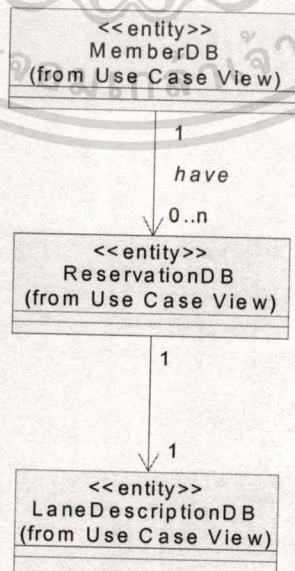 <<entity>>
MemberDB
(from Use Case View)
1
have
0..n
<<entity>>
ReservationDB
(from Use Case View)
1
1
<<entity>>
LaneDescriptionDB
(from Use Case View)